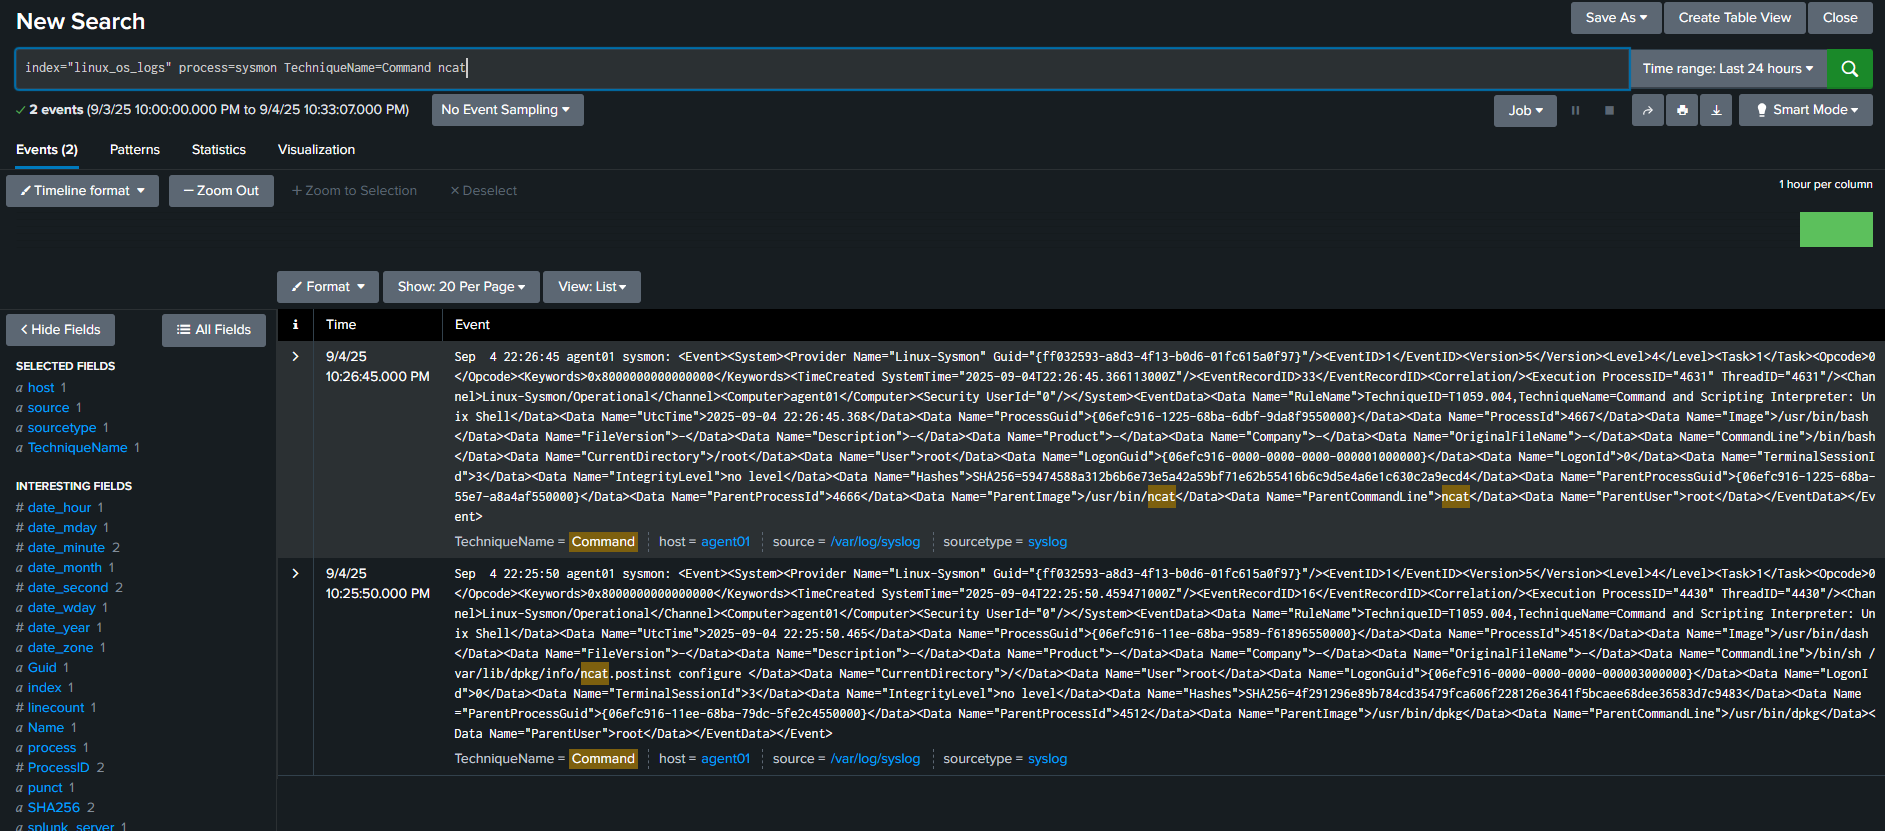 New Search
Save As
Create Table View
Close
index="linux_os_logs" process=sysmon TechniqueName=Command ncat
Time range: Last 24 hours
2 events (9/3/25 10:00:00.000 PM to 9/4/25 10:33:07.000 PM)
No Event Sampling
Job
Smart Mode
Events (2)
Patterns
Statistics
Visualization
Timeline format
− Zoom Out
+ Zoom to Selection
× Deselect
1 hour per column
Format
Show: 20 Per Page
View: List
< Hide Fields
All Fields
SELECTED FIELDS
a host 1
a source 1
a sourcetype 1
a TechniqueName 1
INTERESTING FIELDS
# date_hour 1
# date_mday 1
# date_minute 2
a date_month 1
# date_second 2
a date_wday 1
# date_year 1
a date_zone 1
a Guid 1
a index 1
# linecount 1
a Name 1
a process 1
# ProcessID 2
a punct 1
a SHA256 2
a splunk_server 1
i
Time
Event
9/4/25
10:26:45.000 PM
Sep  4 22:26:45 agent01 sysmon: <Event><System><Provider Name="Linux-Sysmon" Guid="{ff032593-a8d3-4f13-b0d6-01fc615a0f97}"/><EventID>1</EventID><Version>5</Version><Level>4</Level><Task>1</Task><Opcode>0
</Opcode><Keywords>0x8000000000000000</Keywords><TimeCreated SystemTime="2025-09-04T22:26:45.366113000Z"/><EventRecordID>33</EventRecordID><Correlation/><Execution ProcessID="4631" ThreadID="4631"/><Chan
nel>Linux-Sysmon/Operational</Channel><Computer>agent01</Computer><Security UserId="0"/></System><EventData><Data Name="RuleName">TechniqueID=T1059.004,TechniqueName=Command and Scripting Interpreter: Un
ix Shell</Data><Data Name="UtcTime">2025-09-04 22:26:45.368</Data><Data Name="ProcessGuid">{06efc916-1225-68ba-6dbf-9da8f9550000}</Data><Data Name="ProcessId">4667</Data><Data Name="Image">/usr/bin/bash
</Data><Data Name="FileVersion">-</Data><Data Name="Description">-</Data><Data Name="Product">-</Data><Data Name="Company">-</Data><Data Name="OriginalFileName">-</Data><Data Name="CommandLine">/bin/bash
</Data><Data Name="CurrentDirectory">/root</Data><Data Name="User">root</Data><Data Name="LogonGuid">{06efc916-0000-0000-0000-000001000000}</Data><Data Name="LogonId">0</Data><Data Name="TerminalSessionI
d">3</Data><Data Name="IntegrityLevel">no level</Data><Data Name="Hashes">SHA256=59474588a312b6b6e73e5a42a59bf71e62b55416b6c9d5e4a6e1c630c2a9ecd4</Data><Data Name="ParentProcessGuid">{06efc916-1225-68ba-
55e7-a8a4af550000}</Data><Data Name="ParentProcessId">4666</Data><Data Name="ParentImage">/usr/bin/ncat</Data><Data Name="ParentCommandLine">ncat</Data><Data Name="ParentUser">root</Data></EventData></Ev
ent>
TechniqueName = Command
host = agent01
source = /var/log/syslog
sourcetype = syslog
9/4/25
10:25:50.000 PM
Sep  4 22:25:50 agent01 sysmon: <Event><System><Provider Name="Linux-Sysmon" Guid="{ff032593-a8d3-4f13-b0d6-01fc615a0f97}"/><EventID>1</EventID><Version>5</Version><Level>4</Level><Task>1</Task><Opcode>0
</Opcode><Keywords>0x8000000000000000</Keywords><TimeCreated SystemTime="2025-09-04T22:25:50.459471000Z"/><EventRecordID>16</EventRecordID><Correlation/><Execution ProcessID="4430" ThreadID="4430"/><Chan
nel>Linux-Sysmon/Operational</Channel><Computer>agent01</Computer><Security UserId="0"/></System><EventData><Data Name="RuleName">TechniqueID=T1059.004,TechniqueName=Command and Scripting Interpreter: Un
ix Shell</Data><Data Name="UtcTime">2025-09-04 22:25:50.465</Data><Data Name="ProcessGuid">{06efc916-11ee-68ba-9589-f61896550000}</Data><Data Name="ProcessId">4518</Data><Data Name="Image">/usr/bin/dash
</Data><Data Name="FileVersion">-</Data><Data Name="Description">-</Data><Data Name="Product">-</Data><Data Name="Company">-</Data><Data Name="OriginalFileName">-</Data><Data Name="CommandLine">/bin/sh /
var/lib/dpkg/info/ncat.postinst configure </Data><Data Name="CurrentDirectory">/</Data><Data Name="User">root</Data><Data Name="LogonGuid">{06efc916-0000-0000-0000-000003000000}</Data><Data Name="LogonI
d">0</Data><Data Name="TerminalSessionId">3</Data><Data Name="IntegrityLevel">no level</Data><Data Name="Hashes">SHA256=4f291296e89b784cd35479fca606f228126e3641f5bcaee68dee36583d7c9483</Data><Data Name
="ParentProcessGuid">{06efc916-11ee-68ba-79dc-5fe2c4550000}</Data><Data Name="ParentProcessId">4512</Data><Data Name="ParentImage">/usr/bin/dpkg</Data><Data Name="ParentCommandLine">/usr/bin/dpkg</Data><
Data Name="ParentUser">root</Data></EventData></Event>
TechniqueName = Command
host = agent01
source = /var/log/syslog
sourcetype = syslog